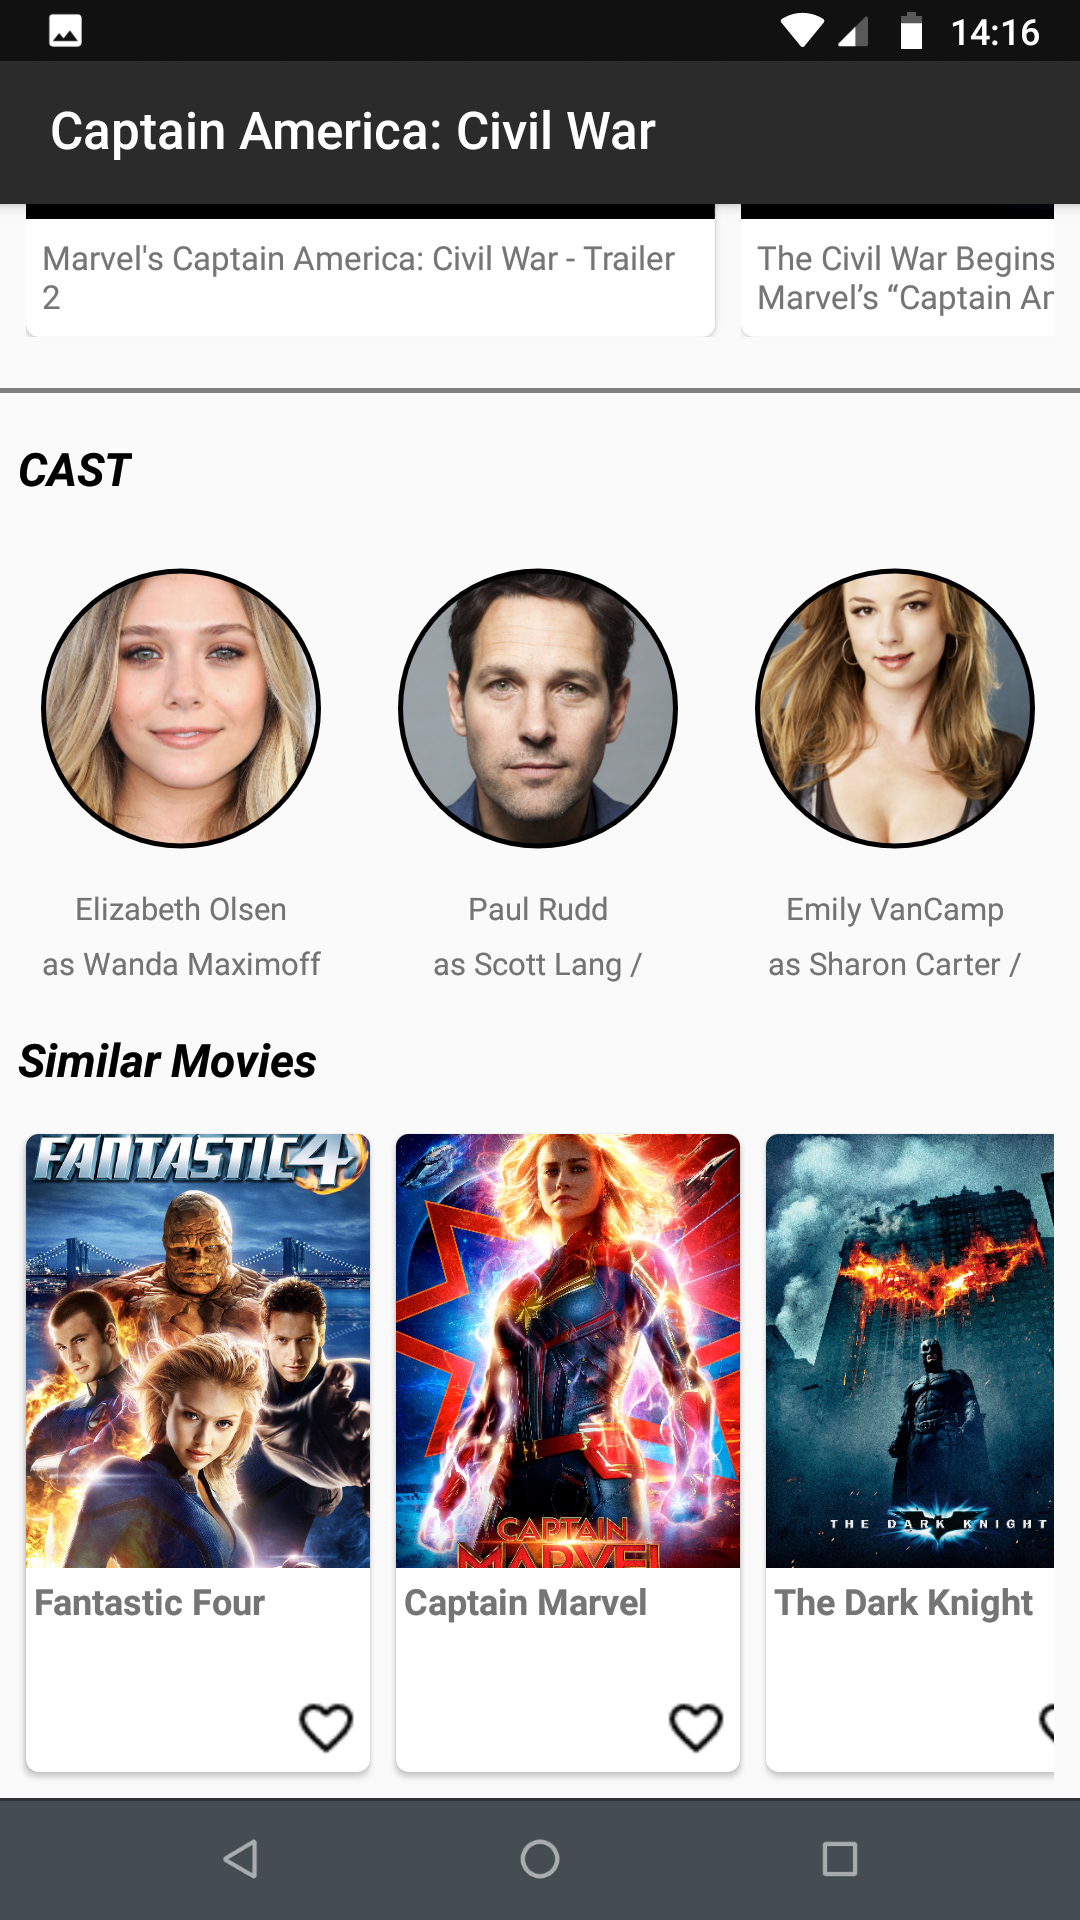 14:16
Captain America: Civil War
Marvel's Captain America: Civil War - Trailer
2
The Civil War Begins
Marvel’s “Captain Am
CAST
Elizabeth Olsen
as Wanda Maximoff
Paul Rudd
as Scott Lang /
Emily VanCamp
as Sharon Carter /
Similar Movies
FANTASTIC 4
CAPTAIN
MARVEL
THE DARK KNIGHT
Fantastic Four
Captain Marvel
The Dark Knight